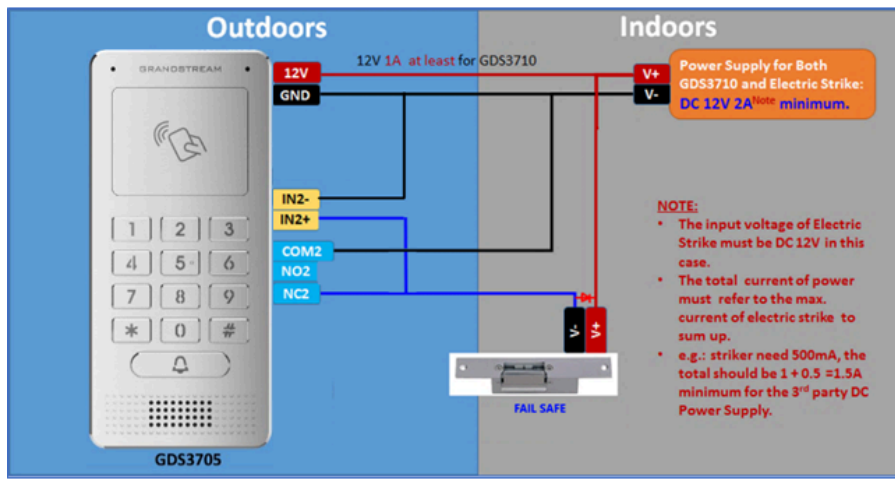 Outdoors
Indoors
GRANDSTREAM
12V
GND
12V 1A at least for GDS3710
V+
V-
Power Supply for Both
GDS3710 and Electric Strike:
DC 12V 2ANote minimum.
IN2-
IN2+
COM2
NO2
NC2
1 2 3
4 5 6
7 8 9
* 0 #
V-
V+
FAIL SAFE
GDS3705
NOTE:
• The input voltage of Electric
Strike must be DC 12V in this
case.
• The total current of power
must refer to the max.
current of electric strike to
sum up.
• e.g.: striker need 500mA, the
total should be 1 + 0.5 =1.5A
minimum for the 3rd party DC
Power Supply.